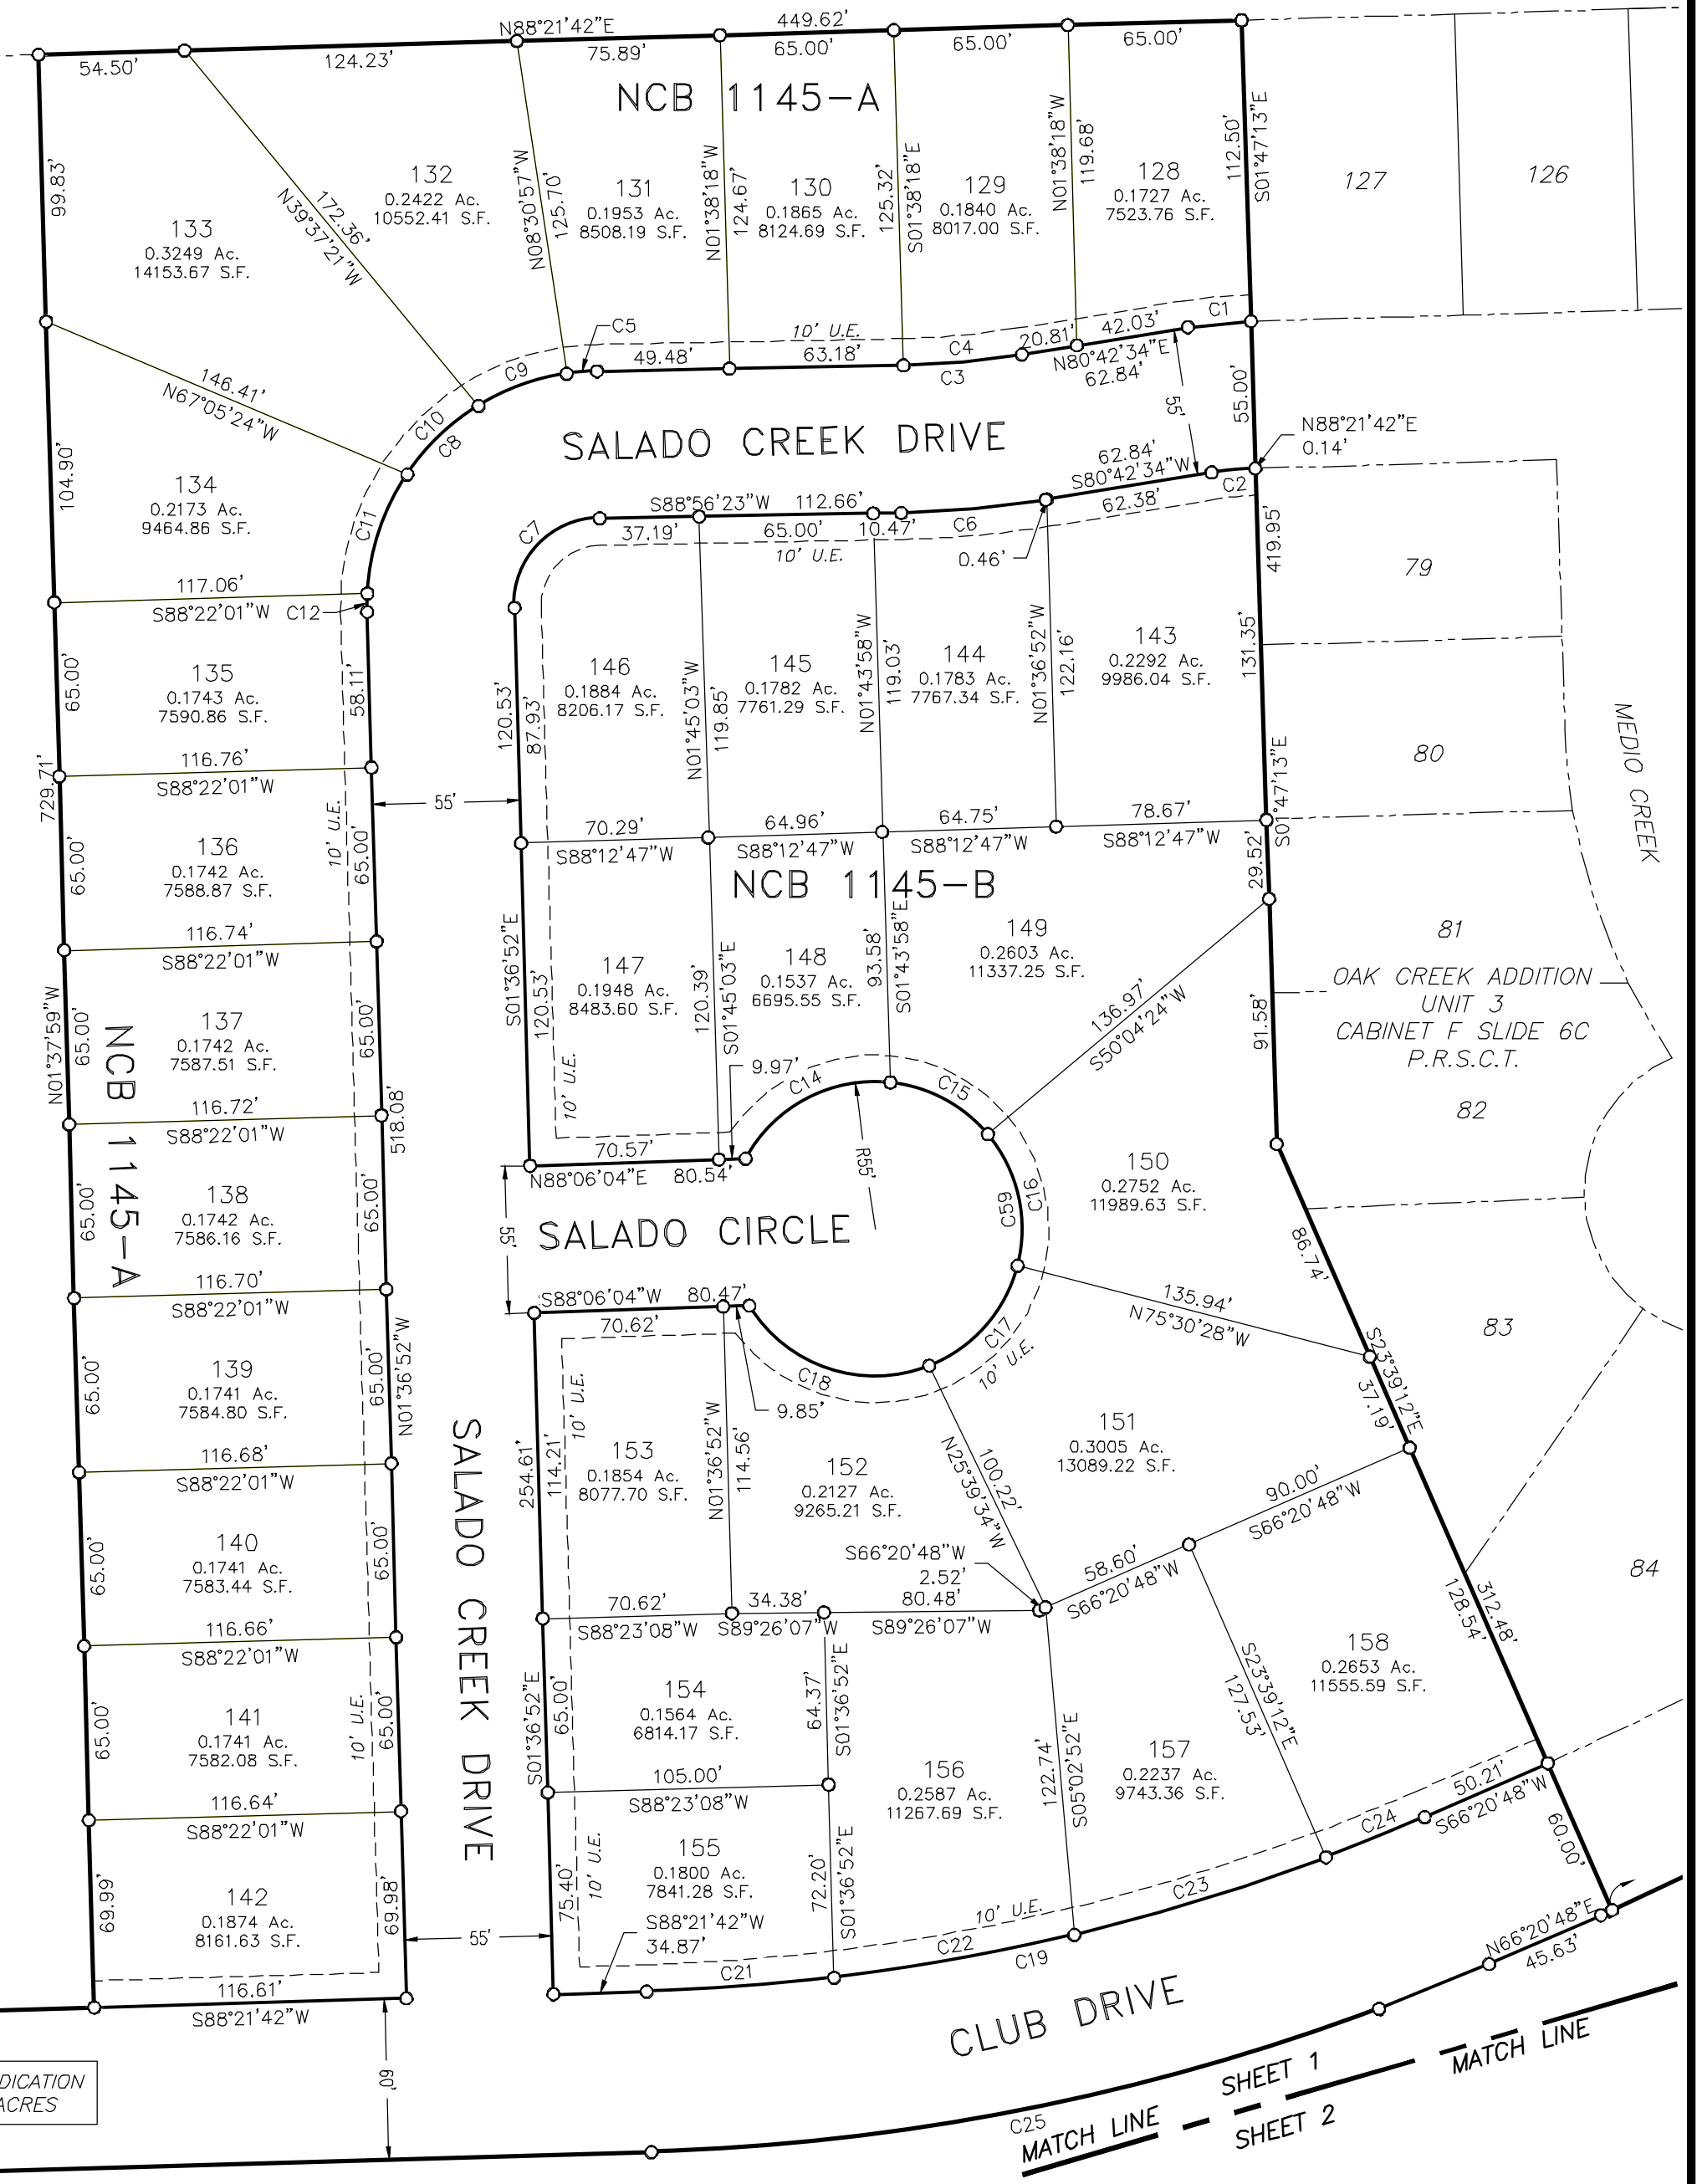 N88°21'42"E
449.62'
54.50'
124.23'
75.89'
65.00'
65.00'
65.00'
NCB 1145-A
99.83'
133
0.3249 Ac.
14153.67 S.F.
172.36'
N39°37'21"W
132
0.2422 Ac.
10552.41 S.F.
N08°30'57"W
125.70'
131
0.1953 Ac.
8508.19 S.F.
N01°38'18"W
124.67'
130
0.1865 Ac.
8124.69 S.F.
125.32'
S01°38'18"E
129
0.1840 Ac.
8017.00 S.F.
N01°38'18"W
119.68'
128
0.1727 Ac.
7523.76 S.F.
112.50'
S01°47'13"E
127
126
C5
49.48'
10' U.E.
63.18'
C4
C3
20.81'
42.03'
C1
N80°42'34"E
62.84'
55'
55.00'
N88°21'42"E
0.14'
C9
C10
C8
146.41'
N67°05'24"W
SALADO CREEK DRIVE
62.84'
S80°42'34"W
C2
62.38'
104.90'
134
0.2173 Ac.
9464.86 S.F.
C11
C7
S88°56'23"W
112.66'
37.19'
65.00'
10.47'
C6
10' U.E.
0.46'
419.95'
79
117.06'
S88°22'01"W
C12
65.00'
135
0.1743 Ac.
7590.86 S.F.
58.11'
120.53'
87.93'
146
0.1884 Ac.
8206.17 S.F.
N01°45'03"W
119.85'
145
0.1782 Ac.
7761.29 S.F.
N01°43'58"W
119.03'
144
0.1783 Ac.
7767.34 S.F.
N01°36'52"W
122.16'
143
0.2292 Ac.
9986.04 S.F.
131.35'
S01°47'13"E
80
MEDIO CREEK
729.71'
116.76'
S88°22'01"W
55'
10' U.E.
70.29'
S88°12'47"W
64.96'
S88°12'47"W
64.75'
S88°12'47"W
78.67'
S88°12'47"W
29.52'
NCB 1145-B
65.00'
136
0.1742 Ac.
7588.87 S.F.
65.00'
116.74'
S88°22'01"W
S01°36'52"E
120.53'
147
0.1948 Ac.
8483.60 S.F.
120.39'
S01°45'03"E
148
0.1537 Ac.
6695.55 S.F.
93.58'
S01°43'58"E
149
0.2603 Ac.
11337.25 S.F.
136.97'
S50°04'24"W
91.58'
81
OAK CREEK ADDITION
UNIT 3
CABINET F SLIDE 6C
P.R.S.C.T.
82
N01°37'59"W
65.00'
NCB 1145-A
137
0.1742 Ac.
7587.51 S.F.
65.00'
116.72'
S88°22'01"W
518.08'
10' U.E.
9.97'
C14
C15
70.57'
N88°06'04"E
80.54'
R55'
C59
C16
150
0.2752 Ac.
11989.63 S.F.
65.00'
138
0.1742 Ac.
7586.16 S.F.
65.00'
55'
SALADO CIRCLE
86.74'
116.70'
S88°22'01"W
S88°06'04"W
80.47'
70.62'
135.94'
N75°30'28"W
83
C17
10' U.E.
C18
9.85'
S23°39'12"E
37.19'
65.00'
139
0.1741 Ac.
7584.80 S.F.
65.00'
N01°36'52"W
10' U.E.
254.61'
114.21'
153
0.1854 Ac.
8077.70 S.F.
N01°36'52"W
114.56'
152
0.2127 Ac.
9265.21 S.F.
100.22'
N25°39'34"W
151
0.3005 Ac.
13089.22 S.F.
90.00'
S66°20'48"W
116.68'
S88°22'01"W
SALADO CREEK DRIVE
65.00'
140
0.1741 Ac.
7583.44 S.F.
65.00'
S66°20'48"W
2.52'
58.60'
S66°20'48"W
84
312.48'
128.54'
70.62'
S88°23'08"W
34.38'
S89°26'07"W
80.48'
S89°26'07"W
116.66'
S88°22'01"W
65.00'
141
0.1741 Ac.
7582.08 S.F.
10' U.E.
65.00'
S01°36'52"E
65.00'
154
0.1564 Ac.
6814.17 S.F.
64.37'
S01°36'52"E
S23°39'12"E
127.53'
158
0.2653 Ac.
11555.59 S.F.
105.00'
S88°23'08"W
156
0.2587 Ac.
11267.69 S.F.
122.74'
S05°02'52"E
157
0.2237 Ac.
9743.36 S.F.
50.21'
S66°20'48"W
C24
60.00'
116.64'
S88°22'01"W
69.99'
142
0.1874 Ac.
8161.63 S.F.
69.98'
55'
75.40'
10' U.E.
155
0.1800 Ac.
7841.28 S.F.
72.20'
S01°36'52"E
S88°21'42"W
34.87'
10' U.E.
C23
C22
C21
C19
N66°20'48"E
45.63'
116.61'
S88°21'42"W
CLUB DRIVE
60'
DICATION
ACRES
C25
SHEET 1
MATCH LINE
MATCH LINE
SHEET 2